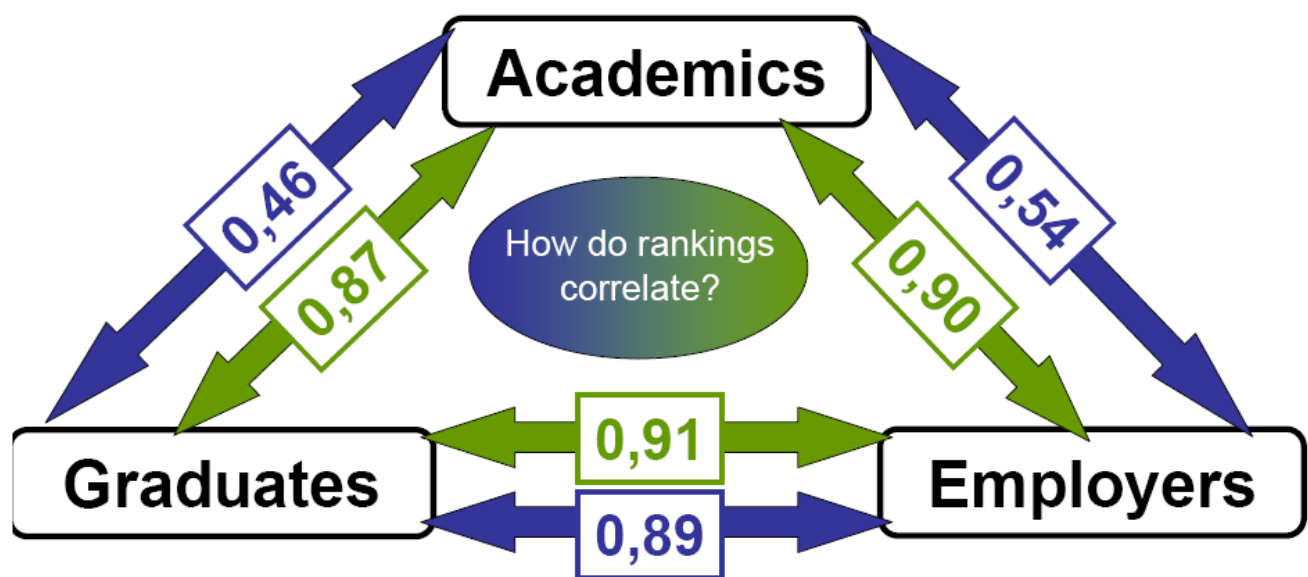 Academics
0,46
0,87
How do rankings
correlate?
0,90
0,54
Graduates
0,91
0,89
Employers